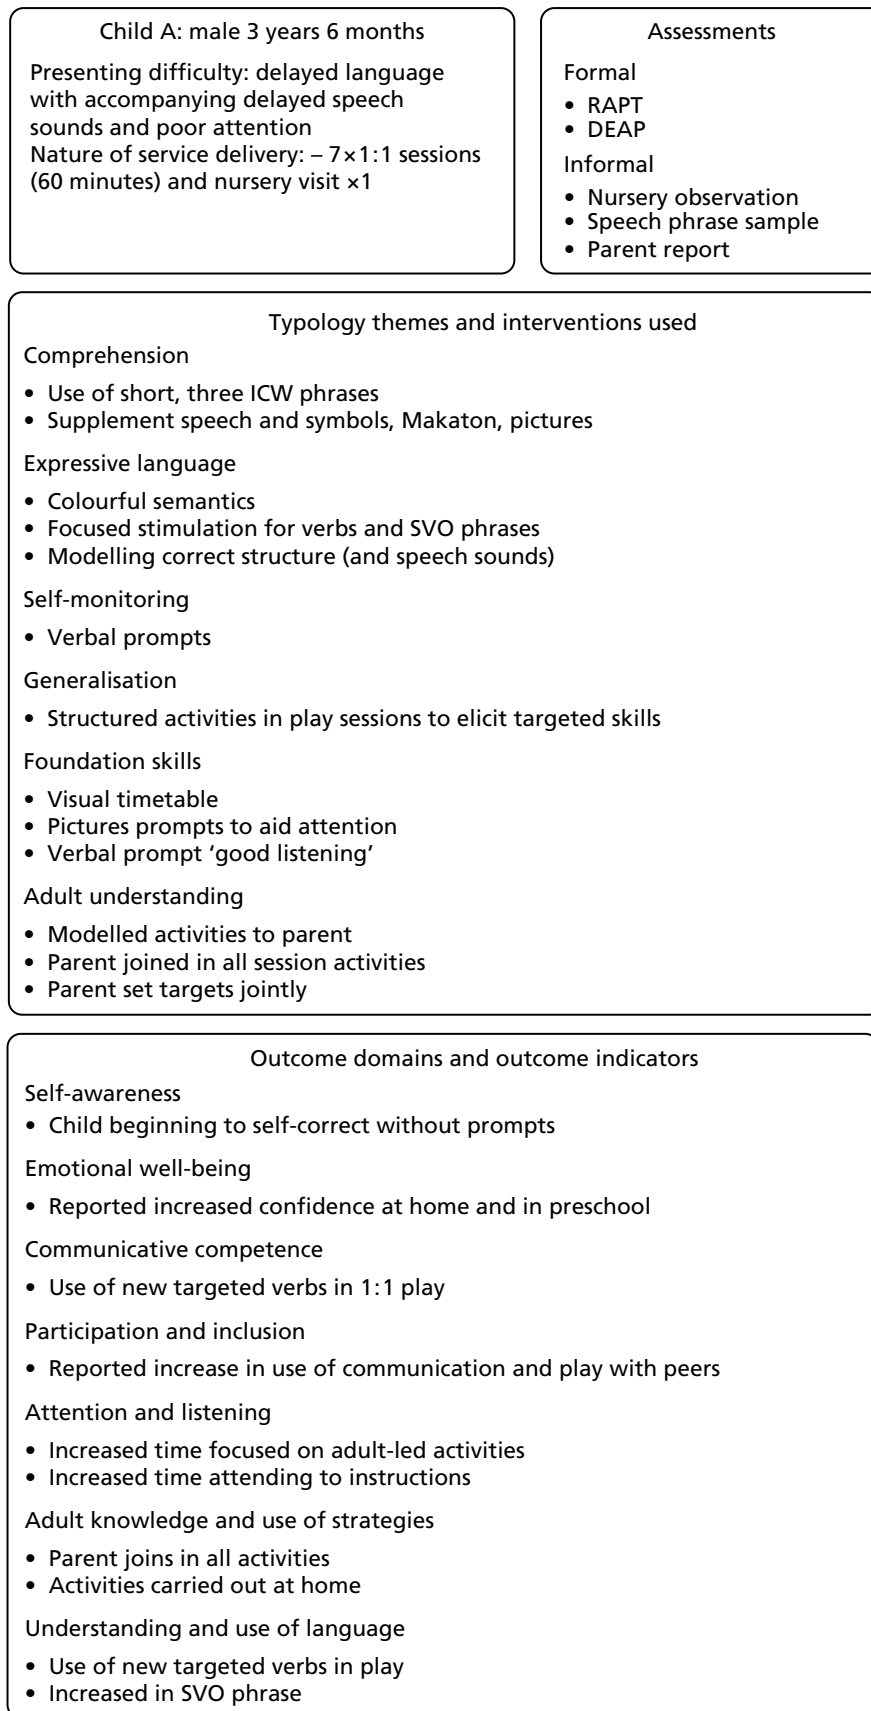 Child A: male 3 years 6 months
Presenting difficulty: delayed language
with accompanying delayed speech
sounds and poor attention
Nature of service delivery: – 7×1:1 sessions
(60 minutes) and nursery visit ×1
Assessments
Formal
• RAPT
• DEAP
Informal
• Nursery observation
• Speech phrase sample
• Parent report
Typology themes and interventions used
Comprehension
• Use of short, three ICW phrases
• Supplement speech and symbols, Makaton, pictures
Expressive language
• Colourful semantics
• Focused stimulation for verbs and SVO phrases
• Modelling correct structure (and speech sounds)
Self-monitoring
• Verbal prompts
Generalisation
• Structured activities in play sessions to elicit targeted skills
Foundation skills
• Visual timetable
• Pictures prompts to aid attention
• Verbal prompt ‘good listening’
Adult understanding
• Modelled activities to parent
• Parent joined in all session activities
• Parent set targets jointly
Outcome domains and outcome indicators
Self-awareness
• Child beginning to self-correct without prompts
Emotional well-being
• Reported increased confidence at home and in preschool
Communicative competence
• Use of new targeted verbs in 1:1 play
Participation and inclusion
• Reported increase in use of communication and play with peers
Attention and listening
• Increased time focused on adult-led activities
• Increased time attending to instructions
Adult knowledge and use of strategies
• Parent joins in all activities
• Activities carried out at home
Understanding and use of language
• Use of new targeted verbs in play
• Increased in SVO phrase